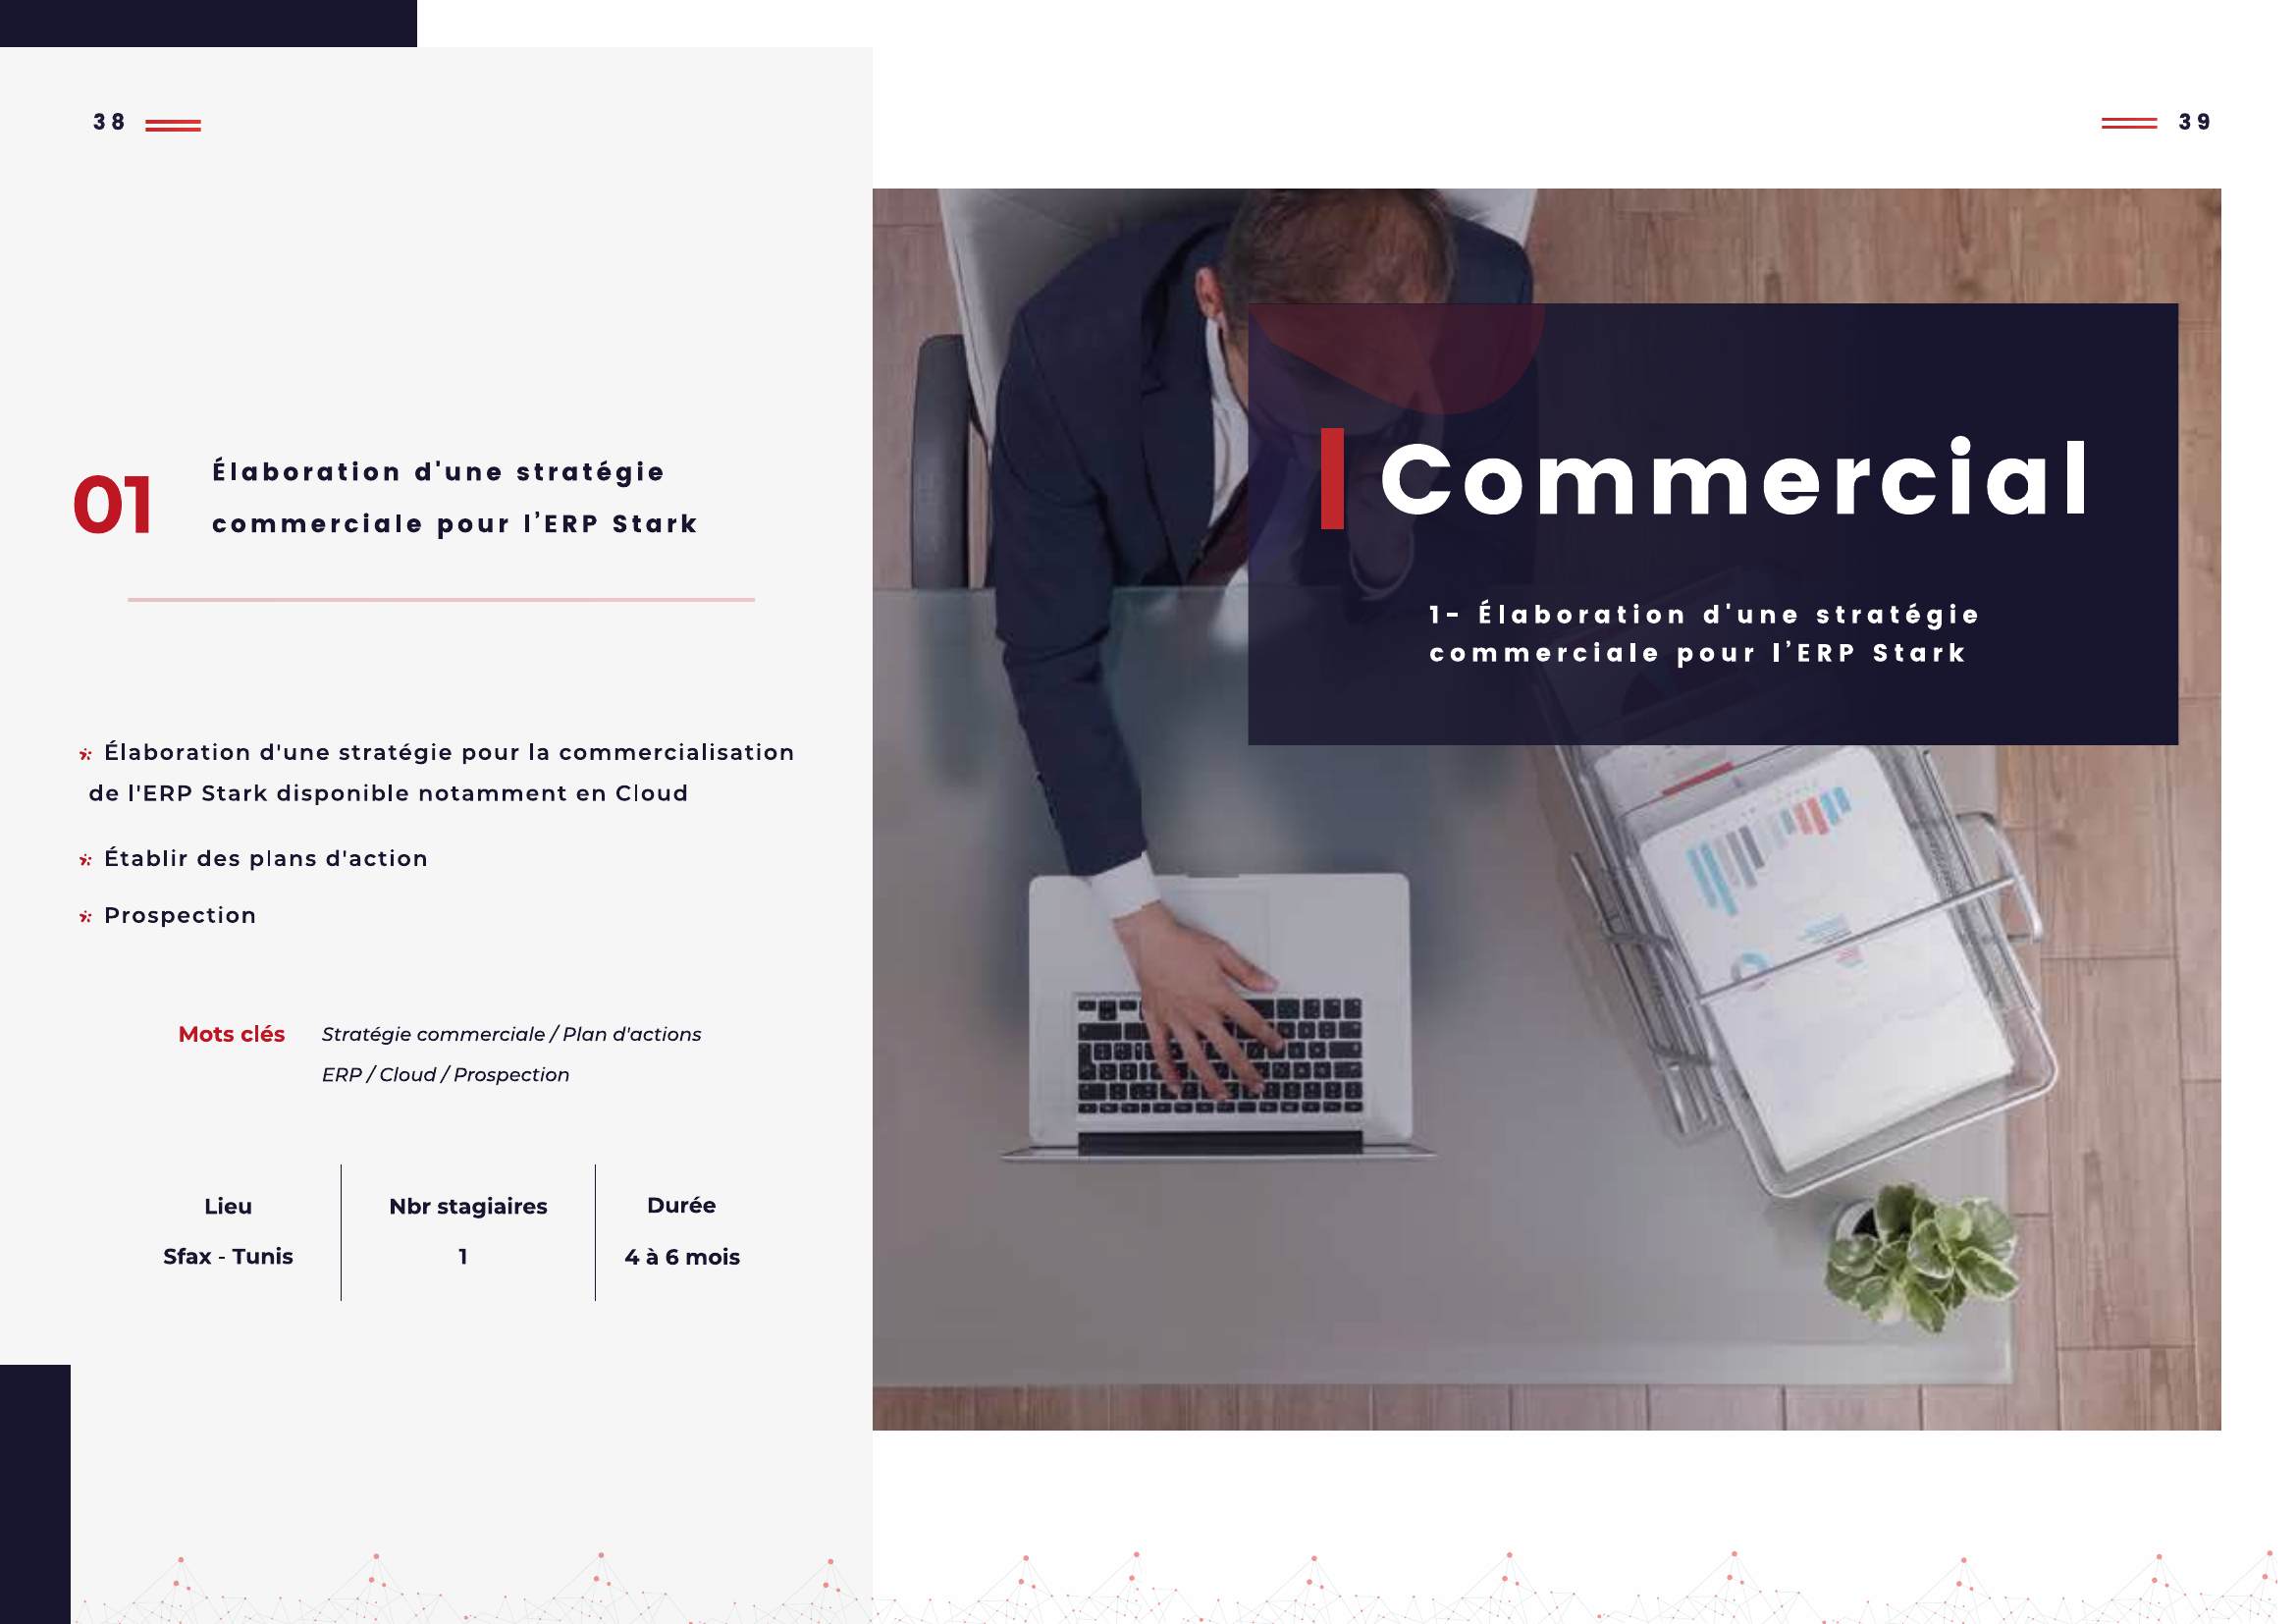 38
39
01
Élaboration d'une stratégie
commerciale pour l’ERP Stark
Élaboration d'une stratégie pour la commercialisation
de l'ERP Stark disponible notamment en Cloud
Établir des plans d'action
Prospection
Mots clés Stratégie commerciale / Plan d'actions
ERP / Cloud / Prospection
Lieu Nbr stagiaires Durée
Sfax - Tunis 1 4 à 6 mois
Commercial
1- Élaboration d'une stratégie
commerciale pour l’ERP Stark